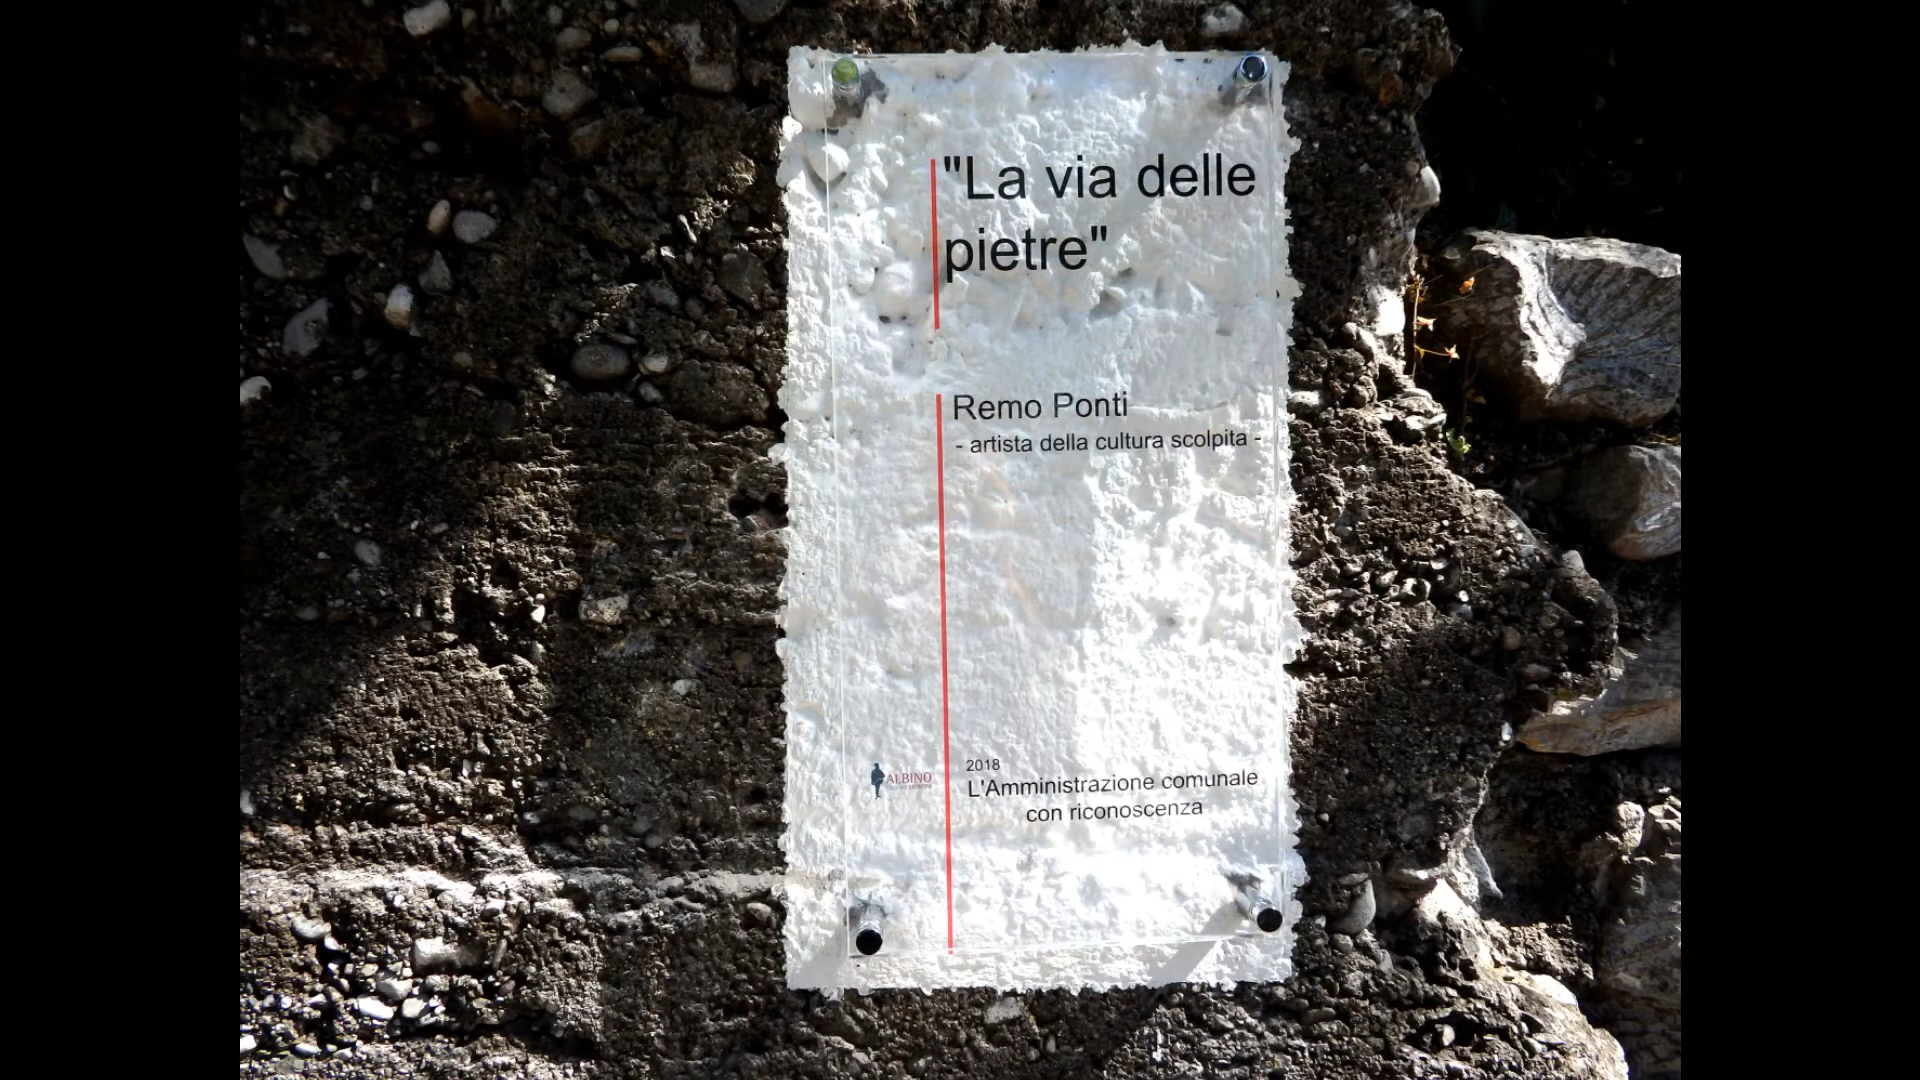 "La via delle
pietre"
Remo Ponti
- artista della cultura scolpita -
2018
L'Amministrazione comunale
con riconoscenza
ALBINO